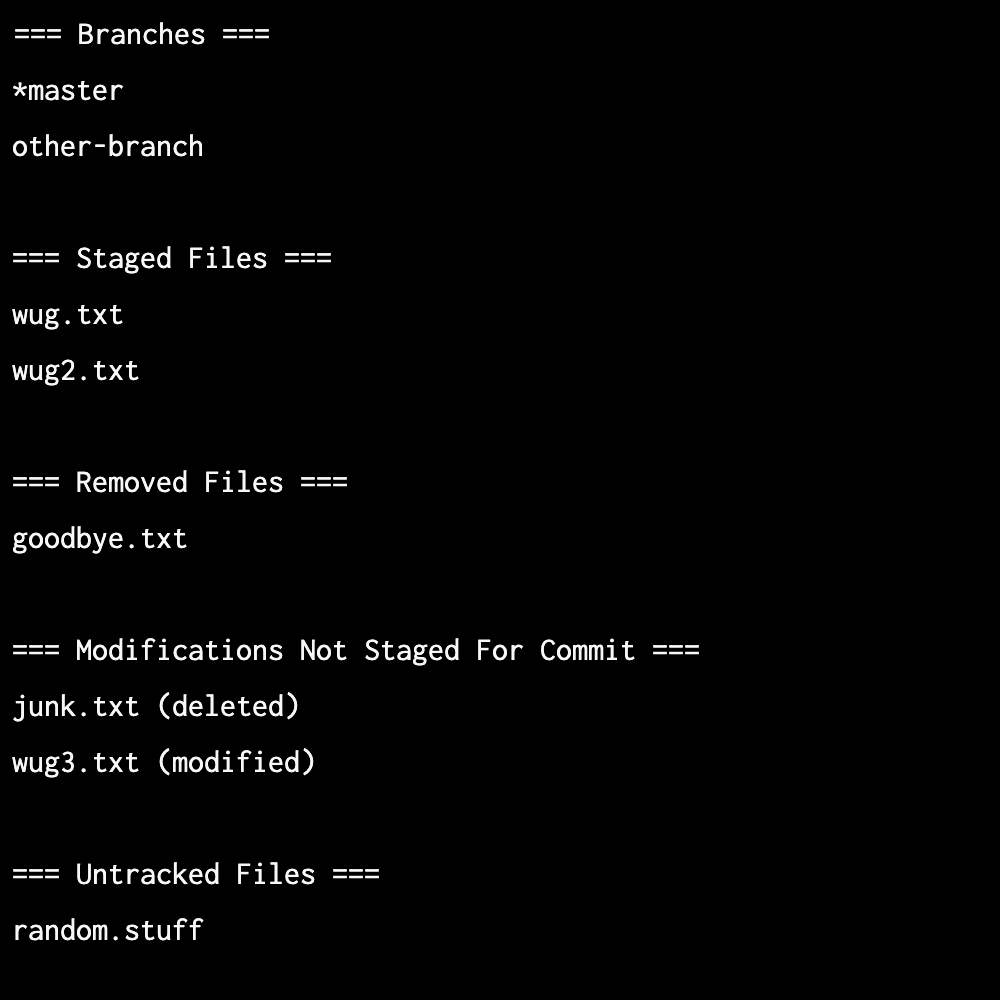 === Branches ===
*master
other-branch

=== Staged Files ===
wug.txt
wug2.txt

=== Removed Files ===
goodbye.txt

=== Modifications Not Staged For Commit ===
junk.txt (deleted)
wug3.txt (modified)

=== Untracked Files ===
random.stuff